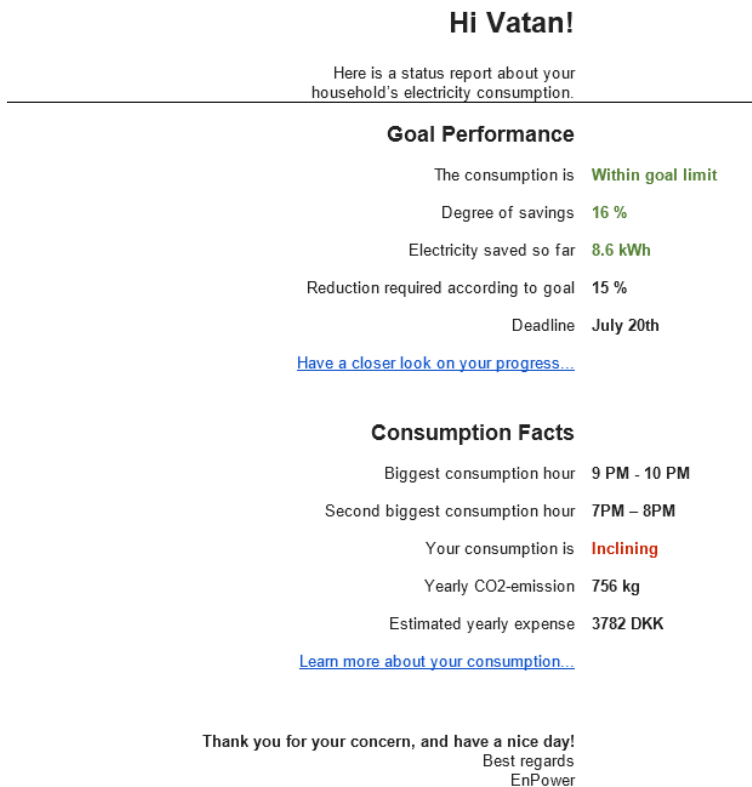 Hi Vatan!
Here is a status report about your
household's electricity consumption.
Goal Performance
The consumption is Within goal limit
Degree of savings 16 %
Electricity saved so far 8.6 kWh
Reduction required according to goal 15 %
Deadline July 20th
Have a closer look on your progress...
Consumption Facts
Biggest consumption hour 9 PM - 10 PM
Second biggest consumption hour 7PM – 8PM
Your consumption is Inclining
Yearly CO2-emission 756 kg
Estimated yearly expense 3782 DKK
Learn more about your consumption...
Thank you for your concern, and have a nice day!
Best regards
EnPower